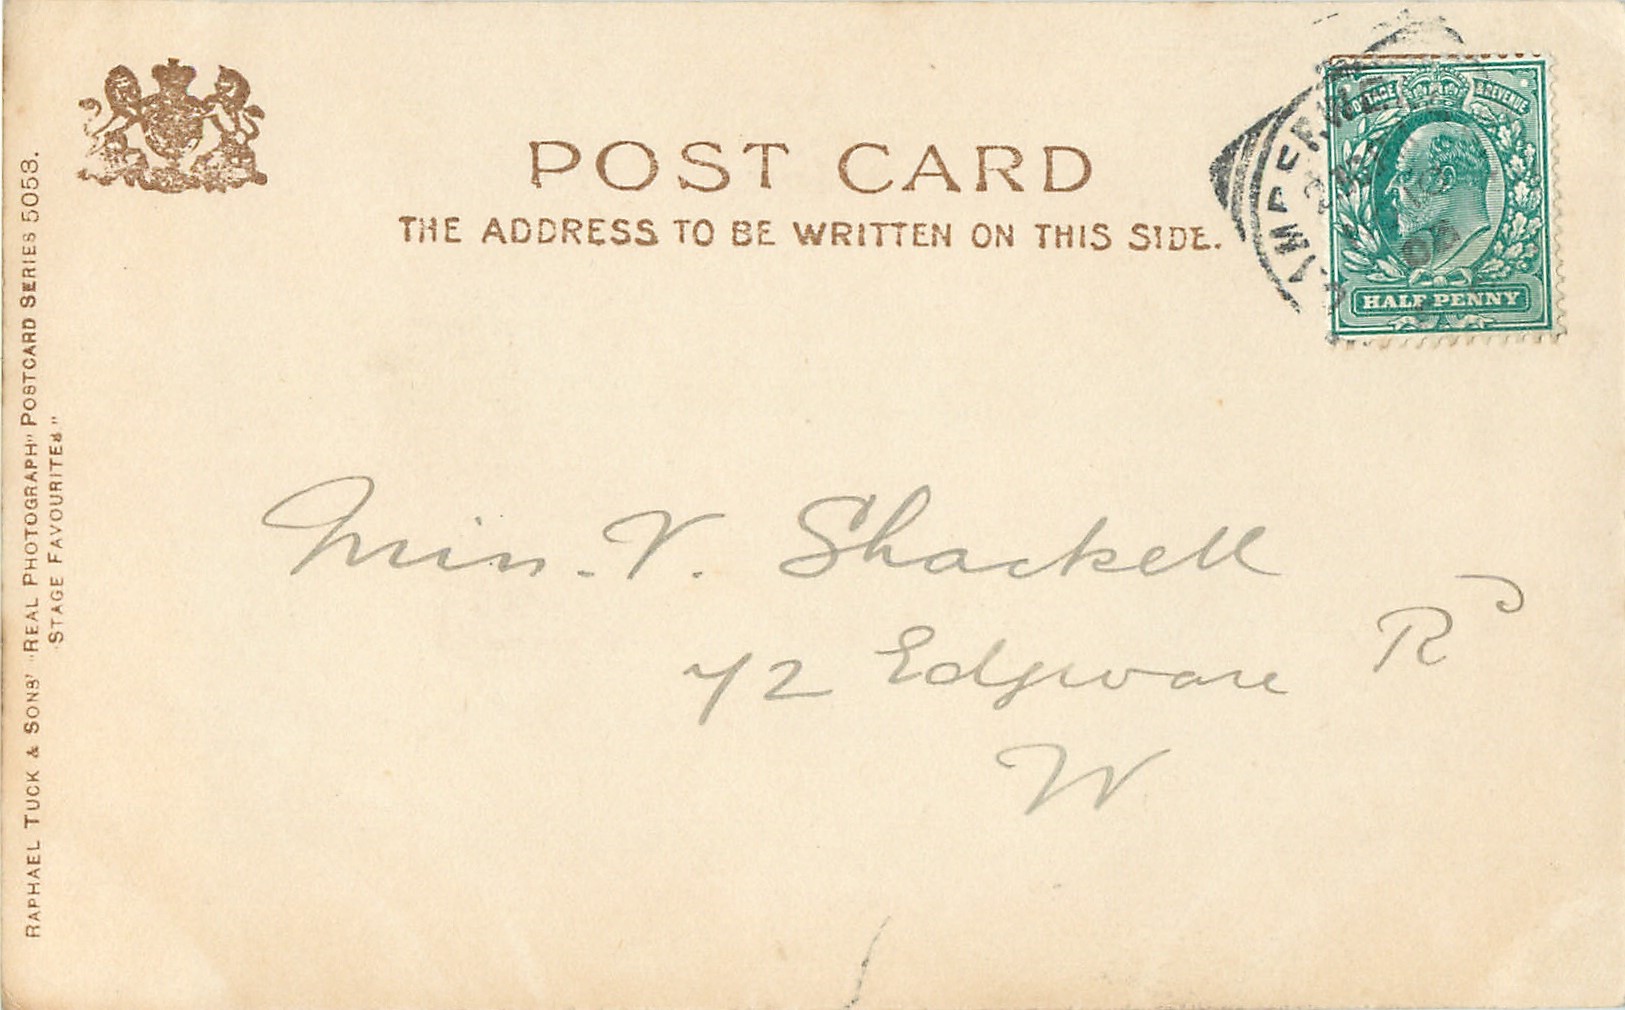 POST CARD
THE ADDRESS TO BE WRITTEN ON THIS SIDE.
POSTAGE & REVENUE
HALF PENNY
Miss. V. Shackell
72 Edgware Rd
W
RAPHAEL TUCK & SONS' "REAL PHOTOGRAPH" POSTCARD SERIES 5053.
"STAGE FAVOURITES"